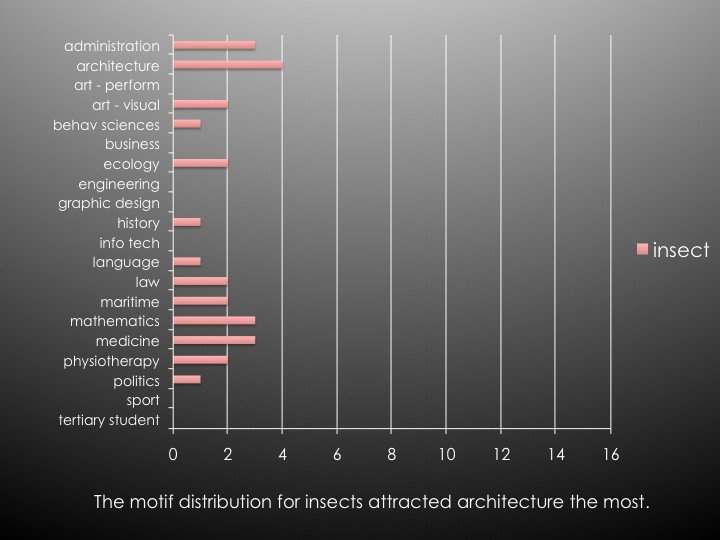 administration
architecture
art - perform
art - visual
behav sciences
business
ecology
engineering
graphic design
history
info tech
language
law
maritime
mathematics
medicine
physiotherapy
politics
sport
tertiary student
0 2 4 6 8 10 12 14 16
insect
The motif distribution for insects attracted architecture the most.